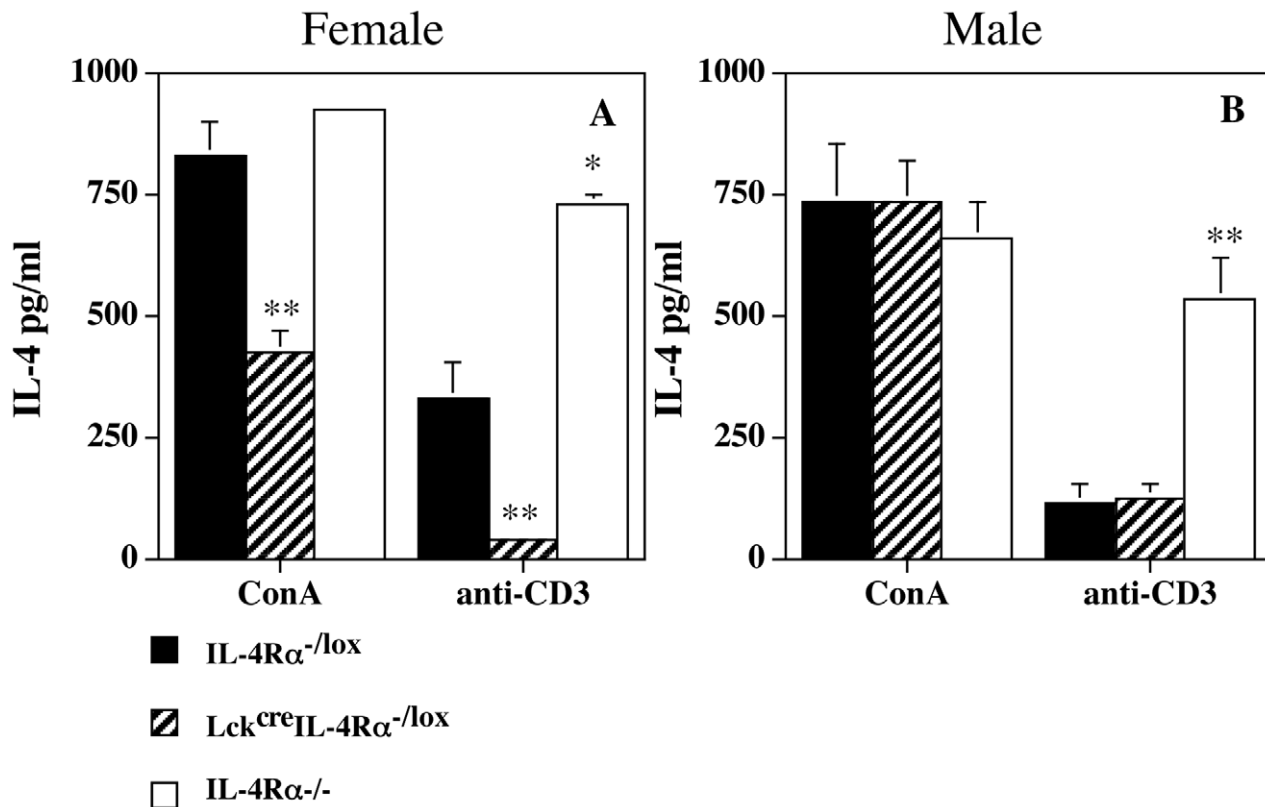 Female
Male
1000
750
500
250
0
IL-4 pg/ml
A
**
**
*
ConA
anti-CD3
1000
750
500
250
0
IL-4 pg/ml
B
**
ConA
anti-CD3
IL-4Rα-/lox
LckcreIL-4Rα-/lox
IL-4Rα-/-